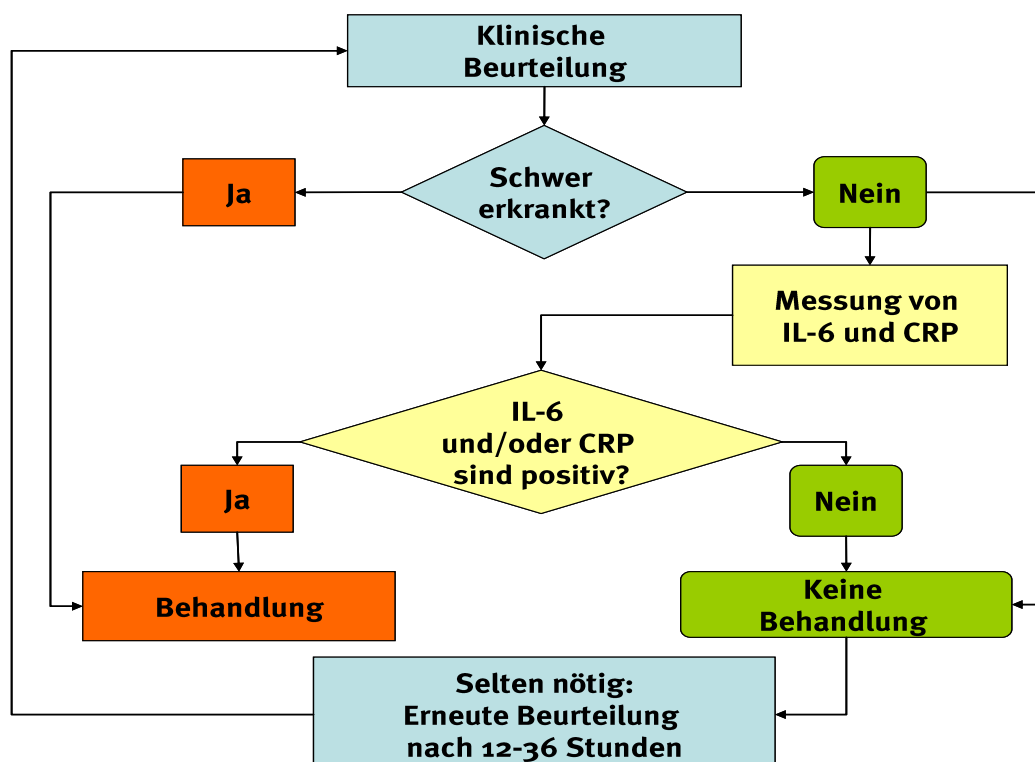 Klinische
Beurteilung
Schwer
erkrankt?
Ja
Nein
Messung von
IL-6 und CRP
IL-6
und/oder CRP
sind positiv?
Ja
Nein
Behandlung
Keine
Behandlung
Selten nötig:
Erneute Beurteilung
nach 12-36 Stunden